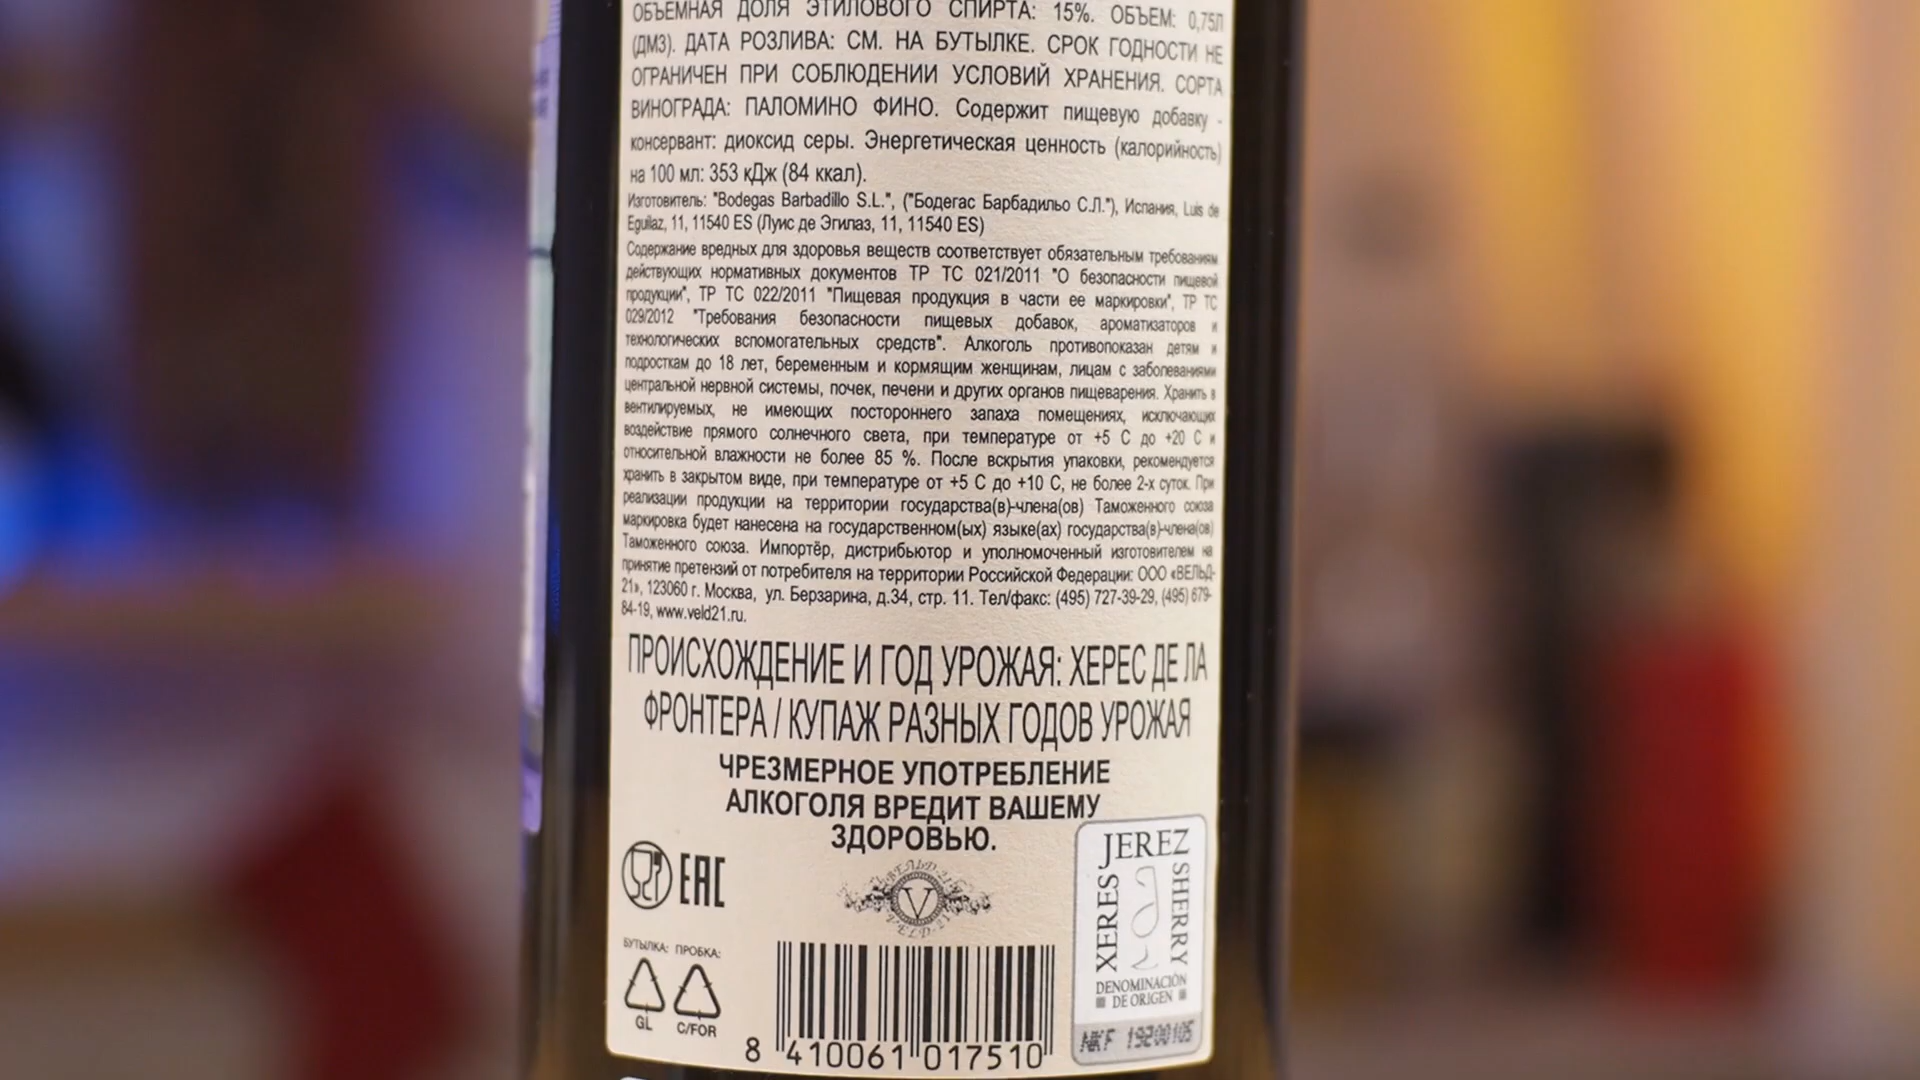 ОБЪЕМНАЯ ДОЛЯ ЭТИЛОВОГО СПИРТА: 15%. ОБЪЕМ: 0,75Л
(ДМ3). ДАТА РОЗЛИВА: СМ. НА БУТЫЛКЕ. СРОК ГОДНОСТИ НЕ
ОГРАНИЧЕН ПРИ СОБЛЮДЕНИИ УСЛОВИЙ ХРАНЕНИЯ. СОРТА
ВИНОГРАДА: ПАЛОМИНО ФИНО. Содержит пищевую добавку -
консервант: диоксид серы. Энергетическая ценность (калорийность)
на 100 мл: 353 кДж (84 ккал).
Изготовитель: "Bodegas Barbadillo S.L.", ("Бодегас Барбадильо С.Л."), Испания, Luis de
Eguilaz, 11, 11540 ES (Луис де Эгилаз, 11, 11540 ES)
Содержание вредных для здоровья веществ соответствует обязательным требованиям
действующих нормативных документов ТР ТС 021/2011 "О безопасности пищевой
продукции", ТР ТС 022/2011 "Пищевая продукция в части ее маркировки", ТР ТС
029/2012 "Требования безопасности пищевых добавок, ароматизаторов и
технологических вспомогательных средств". Алкоголь противопоказан детям и
подросткам до 18 лет, беременным и кормящим женщинам, лицам с заболеваниями
центральной нервной системы, почек, печени и других органов пищеварения. Хранить в
вентилируемых, не имеющих постороннего запаха помещениях, исключающих
воздействие прямого солнечного света, при температуре от +5 С до +20 С и
относительной влажности не более 85 %. После вскрытия упаковки, рекомендуется
хранить в закрытом виде, при температуре от +5 С до +10 С, не более 2-х суток. При
реализации продукции на территории государства(в)-члена(ов) Таможенного союза
маркировка будет нанесена на государственном(ых) языке(ах) государства(в)-члена(ов)
Таможенного союза. Импортёр, дистрибьютор и уполномоченный изготовителем на
принятие претензий от потребителя на территории Российской Федерации: ООО «ВЕЛЬД-
21», 123060 г. Москва, ул. Берзарина, д.34, стр. 11. Тел/факс: (495) 727-39-29, (495) 679-
84-19, www.veld21.ru.
ПРОИСХОЖДЕНИЕ И ГОД УРОЖАЯ: ХЕРЕС ДЕ ЛА
ФРОНТЕРА / КУПАЖ РАЗНЫХ ГОДОВ УРОЖАЯ
ЧРЕЗМЕРНОЕ УПОТРЕБЛЕНИЕ
АЛКОГОЛЯ ВРЕДИТ ВАШЕМУ
ЗДОРОВЬЮ.
EAC
ВЕЛЬД-21
V
VELD-21
БУТЫЛКА: ПРОБКА:
GL C/FOR
8 410061 017510
JEREZ
XERES
SHERRY
DENOMINACIÓN
DE ORIGEN
NKF 19200105